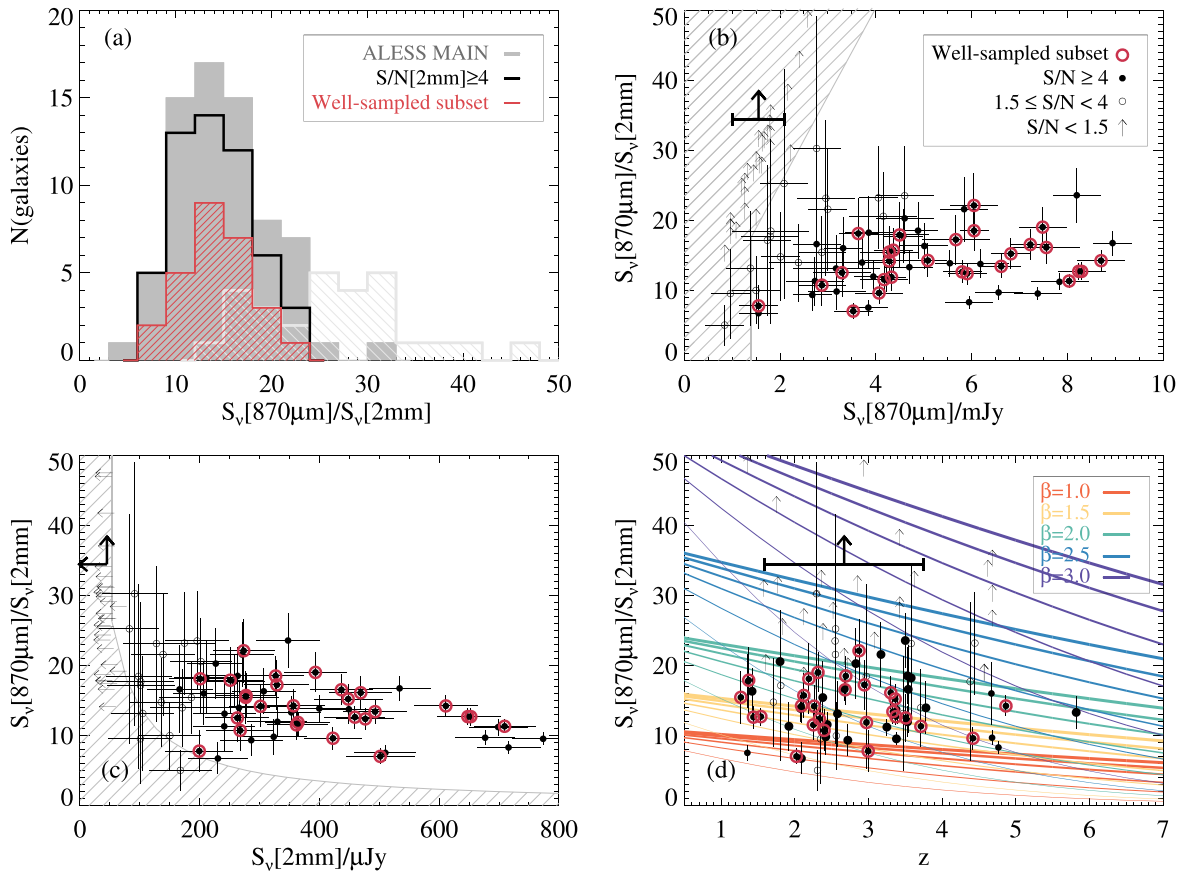 (a)
ALESS MAIN
S/N[2mm]≥4
Well-sampled subset
20
15
10
5
0
N(galaxies)
0 10 20 30 40 50
Sν[870μm]/Sν[2mm]
(b)
Well-sampled subset
S/N ≥ 4
1.5 ≤ S/N < 4
S/N < 1.5
50
40
30
20
10
0
Sν[870μm]/Sν[2mm]
0 2 4 6 8 10
Sν[870μm]/mJy
50
40
30
20
10
0
Sν[870μm]/Sν[2mm]
(c)
0 200 400 600 800
Sν[2mm]/μJy
β=1.0
β=1.5
β=2.0
β=2.5
β=3.0
50
40
30
20
10
0
Sν[870μm]/Sν[2mm]
(d)
1 2 3 4 5 6 7
z